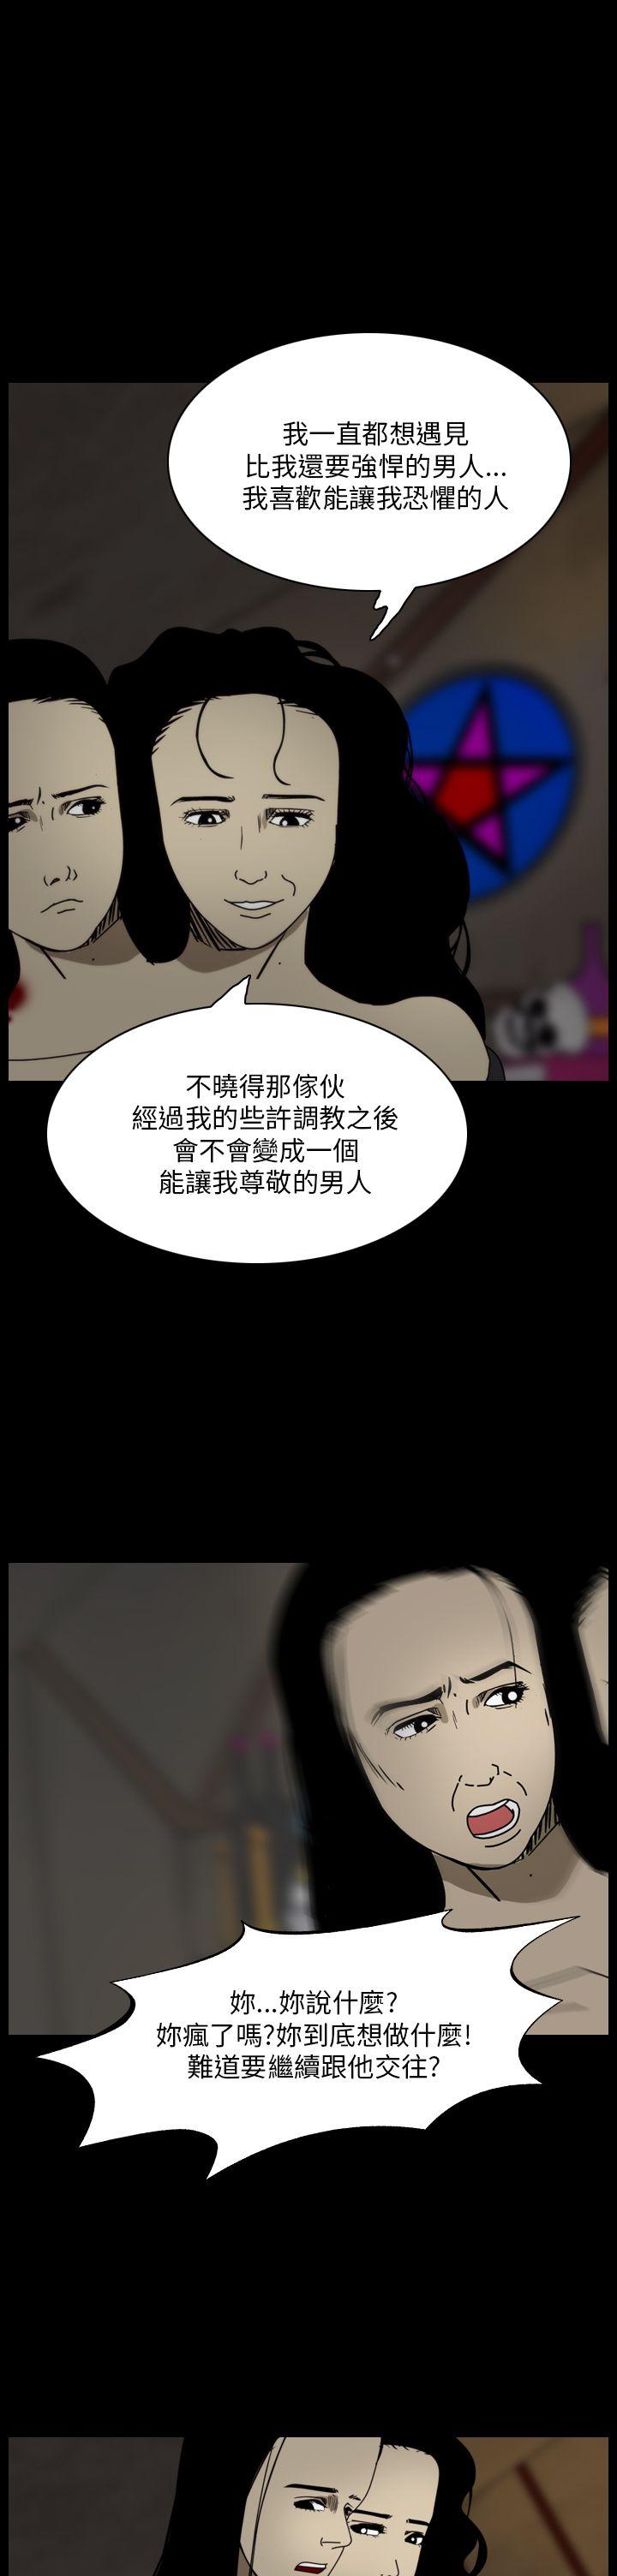 我一直都想遇見
比我還要強悍的男人...
我喜歡能讓我恐懼的人
不曉得那傢伙
經過我的些許調教之後
會不會變成一個
能讓我尊敬的男人
妳...妳說什麼?
妳瘋了嗎?妳到底想做什麼!
難道要繼續跟他交往?